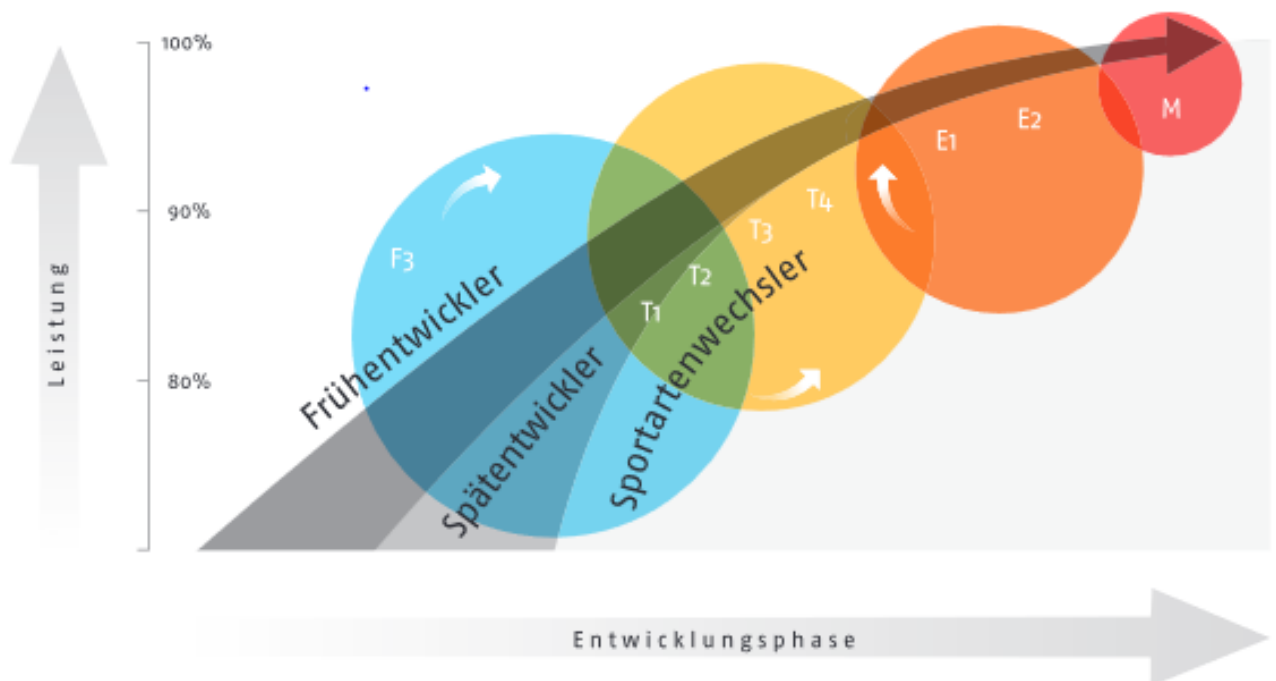 100%
90%
80%
Leistung
F3
T1
T2
T3
T4
E1
E2
M
Frühentwickler
Spätentwickler
Sportartenwechsler
Entwicklungsphase